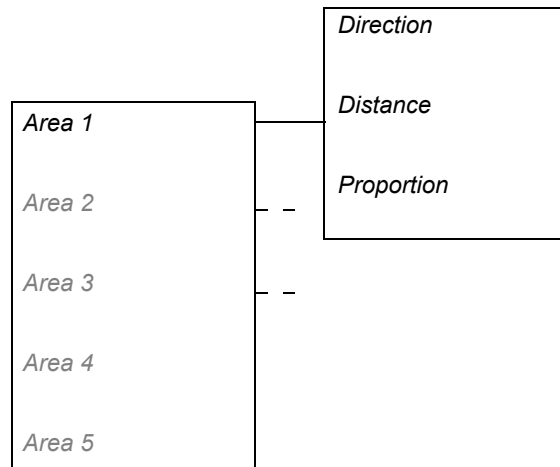 Direction
Distance
Proportion
Area 1
Area 2
Area 3
Area 4
Area 5